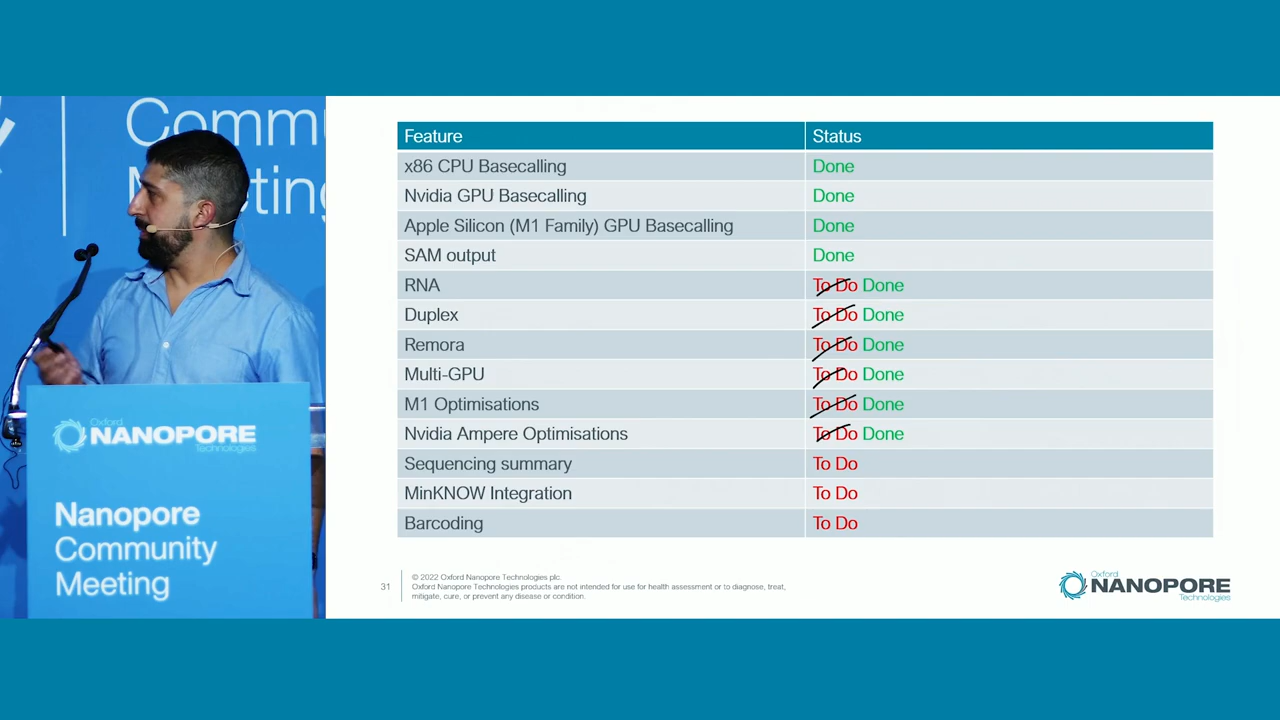 Comm
Meeting
Oxford
NANOPORE
Technologies
Nanopore
Community
Meeting
Feature Status
x86 CPU Basecalling Done
Nvidia GPU Basecalling Done
Apple Silicon (M1 Family) GPU Basecalling Done
SAM output Done
RNA To Do Done
Duplex To Do Done
Remora To Do Done
Multi-GPU To Do Done
M1 Optimisations To Do Done
Nvidia Ampere Optimisations To Do Done
Sequencing summary To Do
MinKNOW Integration To Do
Barcoding To Do
31
© 2022 Oxford Nanopore Technologies plc.
Oxford Nanopore Technologies products are not intended for use for health assessment or to diagnose, treat,
mitigate, cure, or prevent any disease or condition.
Oxford
NANOPORE
Technologies